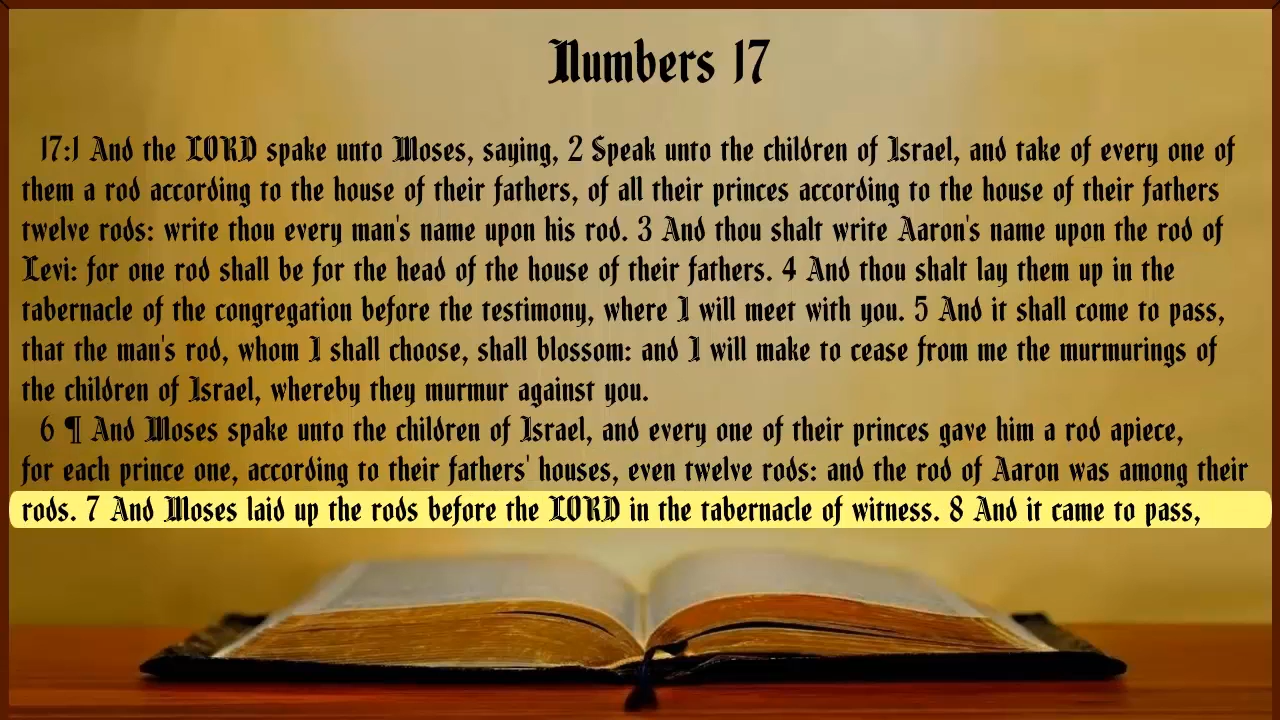 Numbers 17
17:1 And the LORD spake unto Moses, saying, 2 Speak unto the children of Israel, and take of every one of
them a rod according to the house of their fathers, of all their princes according to the house of their fathers
twelve rods: write thou every man's name upon his rod. 3 And thou shalt write Aaron's name upon the rod of
Levi: for one rod shall be for the head of the house of their fathers. 4 And thou shalt lay them up in the
tabernacle of the congregation before the testimony, where I will meet with you. 5 And it shall come to pass,
that the man's rod, whom I shall choose, shall blossom: and I will make to cease from me the murmurings of
the children of Israel, whereby they murmur against you.
6 ¶ And Moses spake unto the children of Israel, and every one of their princes gave him a rod apiece,
for each prince one, according to their fathers' houses, even twelve rods: and the rod of Aaron was among their
rods. 7 And Moses laid up the rods before the LORD in the tabernacle of witness. 8 And it came to pass,